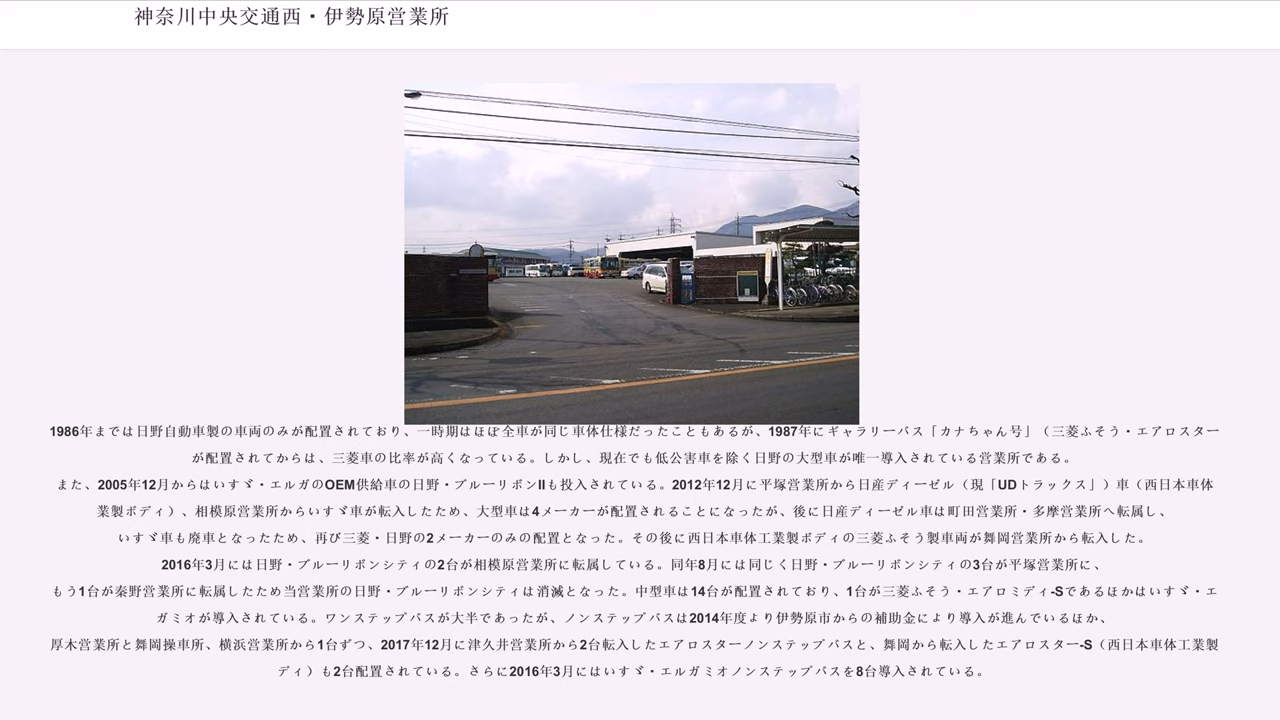 神奈川中央交通西・伊勢原営業所
1986年までは日野自動車製の車両のみが配置されており、一時期はほぼ全車が同じ車体仕様だったこともあるが、1987年にギャラリーバス「カナちゃん号」（三菱ふそう・エアロスター
が配置されてからは、三菱車の比率が高くなっている。しかし、現在でも低公害車を除く日野の大型車が唯一導入されている営業所である。
また、2005年12月からはいすゞ・エルガのOEM供給車の日野・ブルーリボンIIも投入されている。2012年12月に平塚営業所から日産ディーゼル（現「UDトラックス」）車（西日本車体
業製ボディ）、相模原営業所からいすゞ車が転入したため、大型車は4メーカーが配置されることになったが、後に日産ディーゼル車は町田営業所・多摩営業所へ転属し、
いすゞ車も廃車となったため、再び三菱・日野の2メーカーのみの配置となった。その後に西日本車体工業製ボディの三菱ふそう製車両が舞岡営業所から転入した。
2016年3月には日野・ブルーリボンシティの2台が相模原営業所に転属している。同年8月には同じく日野・ブルーリボンシティの3台が平塚営業所に、
もう1台が秦野営業所に転属したため当営業所の日野・ブルーリボンシティは消滅となった。中型車は14台が配置されており、1台が三菱ふそう・エアロミディ-Sであるほかはいすゞ・エ
ガミオが導入されている。ワンステップバスが大半であったが、ノンステップバスは2014年度より伊勢原市からの補助金により導入が進んでいるほか、
厚木営業所と舞岡操車所、横浜営業所から1台ずつ、2017年12月に津久井営業所から2台転入したエアロスターノンステップバスと、舞岡から転入したエアロスター-S（西日本車体工業製
ディ）も2台配置されている。さらに2016年3月にはいすゞ・エルガミオノンステップバスを8台導入されている。